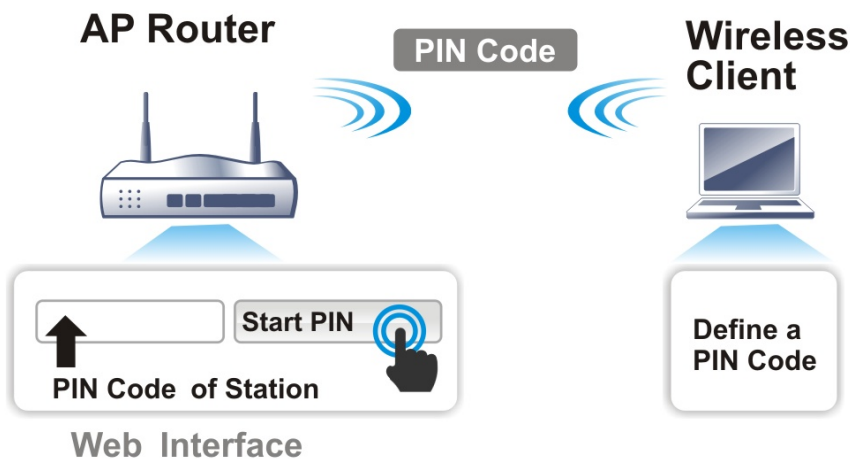 AP Router
PIN Code
Wireless
Client
Start PIN
PIN Code of Station
Web Interface
Define a
PIN Code